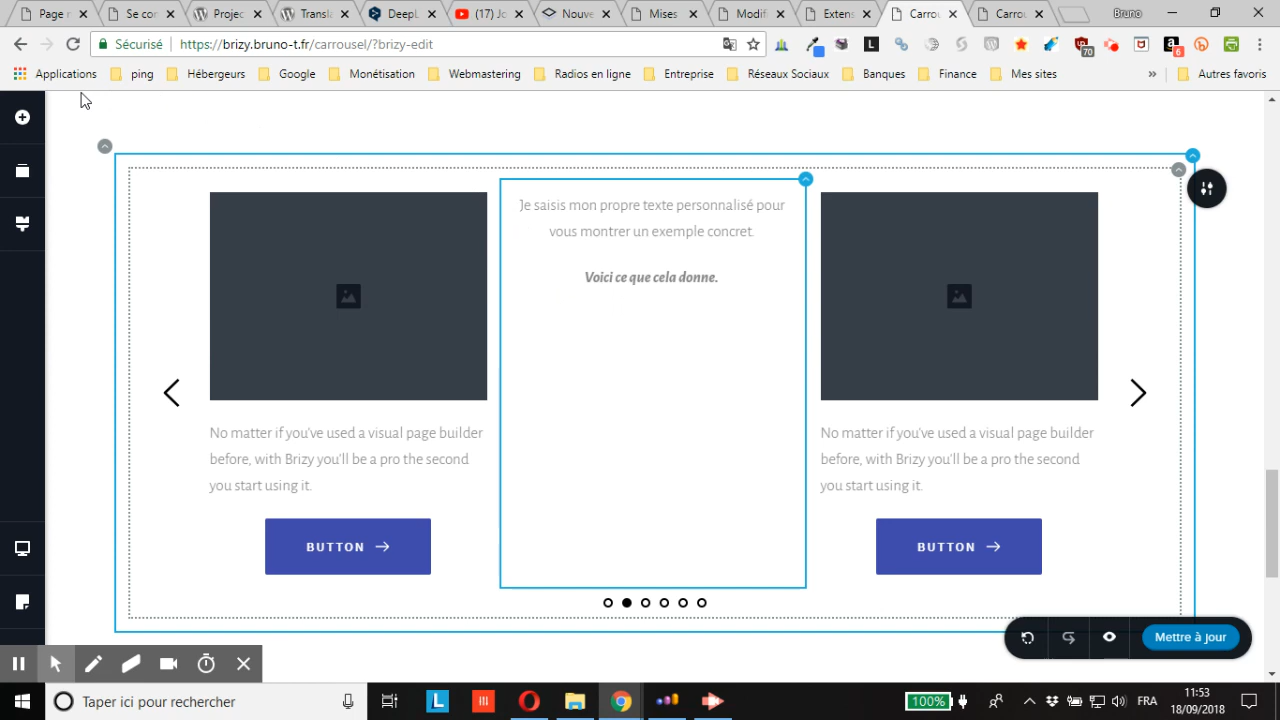 Page r
Se con
Projec
Transla
DeepL
(17) Jo
Nouve
Mises
Modifi
Extens
Carrou
Carrou
Bruno
Sécurisé
https://brizy.bruno-t.fr/carrousel/?brizy-edit
70
6
Applications
ping
Hébergeurs
Google
Monétisation
Webmastering
Radios en ligne
Entreprise
Réseaux Sociaux
Banques
Finance
Mes sites
»
Autres favoris
Je saisis mon propre texte personnalisé pour
vous montrer un exemple concret.
Voici ce que cela donne.
No matter if you've used a visual page builder
before, with Brizy you'll be a pro the second
you start using it.
BUTTON
No matter if you've used a visual page builder
before, with Brizy you'll be a pro the second
you start using it.
BUTTON
Mettre à jour
Taper ici pour rechercher
100%
FRA
11:53
18/09/2018